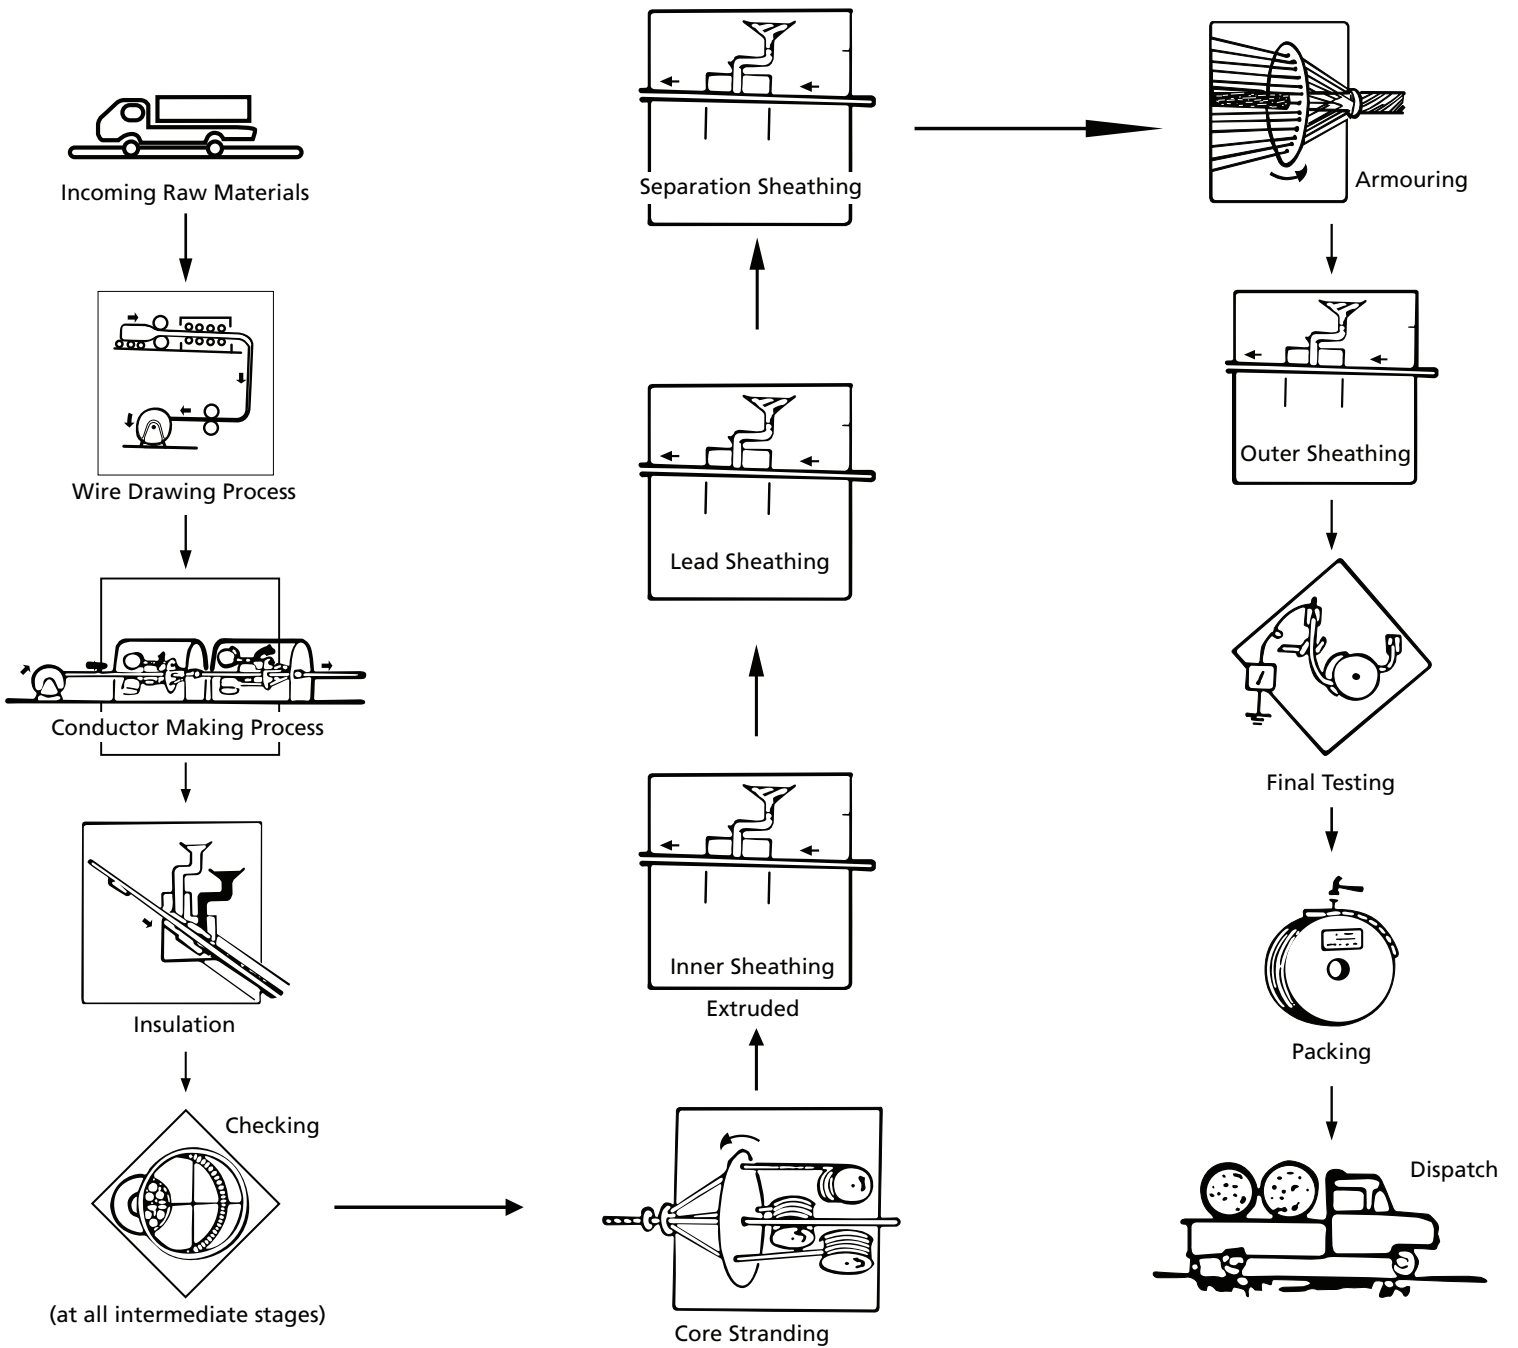 Incoming Raw Materials
Wire Drawing Process
Conductor Making Process
Insulation
Checking
(at all intermediate stages)
Core Stranding
Inner Sheathing
Extruded
Lead Sheathing
Separation Sheathing
Armouring
Outer Sheathing
Final Testing
Packing
Dispatch